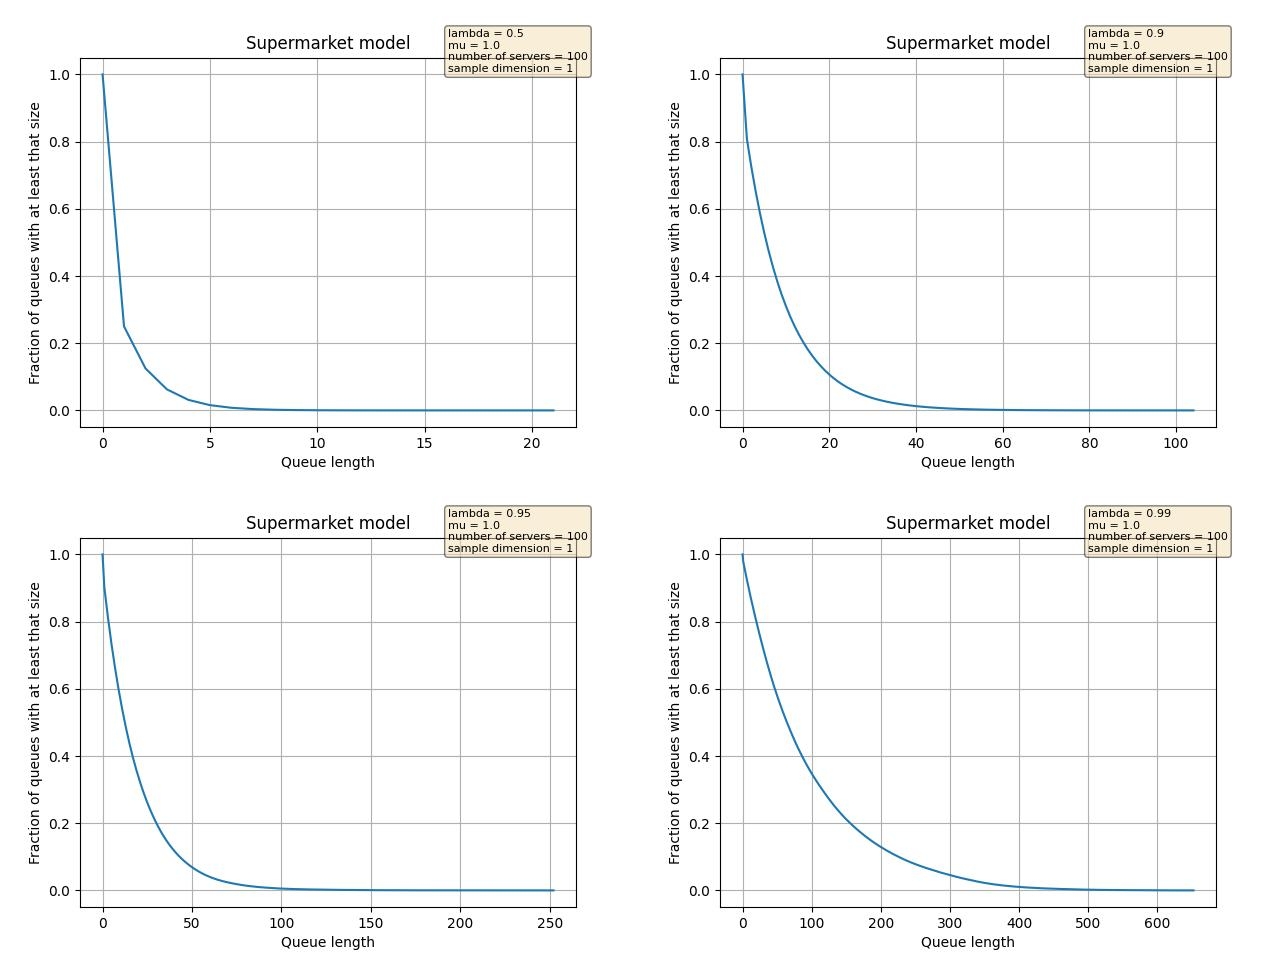 Supermarket model
lambda = 0.5
mu = 1.0
number of servers = 100
sample dimension = 1
Fraction of queues with at least that size
1.0
0.8
0.6
0.4
0.2
0.0
0 5 10 15 20
Queue length
Supermarket model
lambda = 0.9
mu = 1.0
number of servers = 100
sample dimension = 1
Fraction of queues with at least that size
1.0
0.8
0.6
0.4
0.2
0.0
0 20 40 60 80 100
Queue length
Supermarket model
lambda = 0.95
mu = 1.0
number of servers = 100
sample dimension = 1
Fraction of queues with at least that size
1.0
0.8
0.6
0.4
0.2
0.0
0 50 100 150 200 250
Queue length
Supermarket model
lambda = 0.99
mu = 1.0
number of servers = 100
sample dimension = 1
Fraction of queues with at least that size
1.0
0.8
0.6
0.4
0.2
0.0
0 100 200 300 400 500 600
Queue length